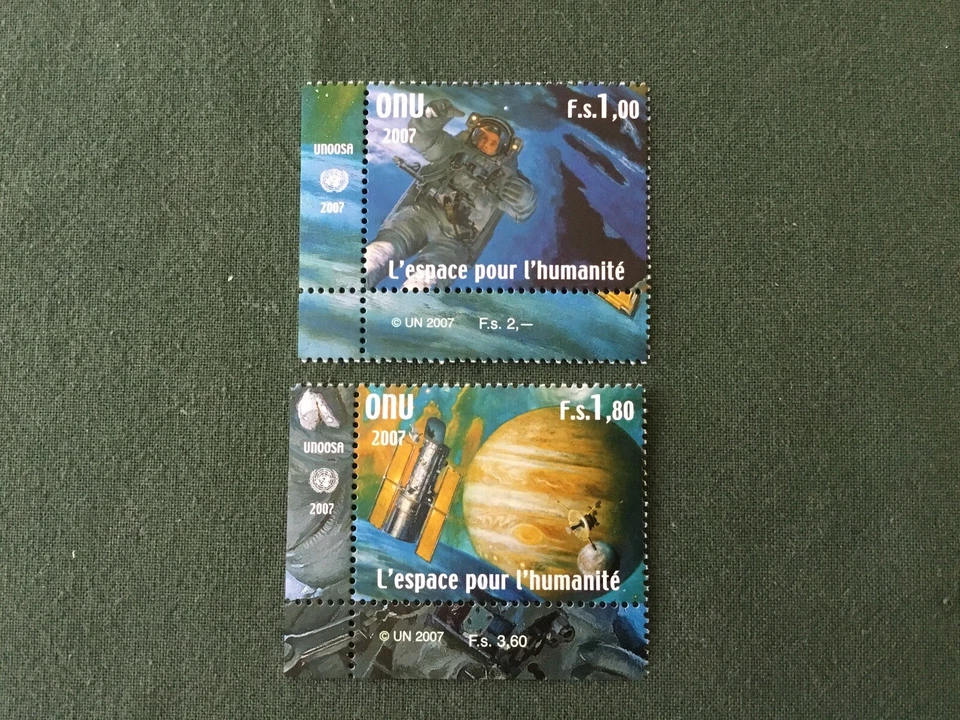 ONU
F.s.1,00
2007
UNOOSA
2007
L'espace pour l'humanité
© UN 2007 F.s. 2,—
ONU
F.s.1,80
2007
UNOOSA
2007
L'espace pour l'humanité
© UN 2007 F.s. 3,60